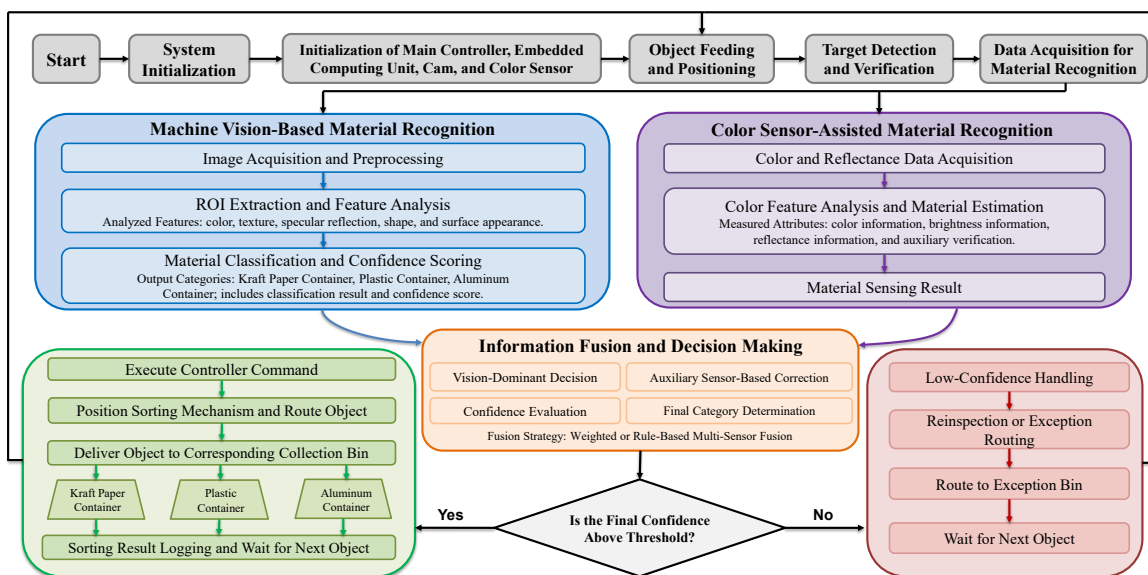 Start
System
Initialization
Initialization of Main Controller, Embedded
Computing Unit, Cam, and Color Sensor
Object Feeding
and Positioning
Target Detection
and Verification
Data Acquisition for
Material Recognition
Machine Vision-Based Material Recognition
Image Acquisition and Preprocessing
ROI Extraction and Feature Analysis
Analyzed Features: color, texture, specular reflection, shape, and surface appearance.
Material Classification and Confidence Scoring
Output Categories: Kraft Paper Container, Plastic Container, Aluminum
Container; includes classification result and confidence score.
Color Sensor-Assisted Material Recognition
Color and Reflectance Data Acquisition
Color Feature Analysis and Material Estimation
Measured Attributes: color information, brightness information,
reflectance information, and auxiliary verification.
Material Sensing Result
Information Fusion and Decision Making
Vision-Dominant Decision
Auxiliary Sensor-Based Correction
Confidence Evaluation
Final Category Determination
Fusion Strategy: Weighted or Rule-Based Multi-Sensor Fusion
Execute Controller Command
Position Sorting Mechanism and Route Object
Deliver Object to Corresponding Collection Bin
Kraft Paper
Container
Plastic
Container
Aluminum
Container
Sorting Result Logging and Wait for Next Object
Yes
Is the Final Confidence
Above Threshold?
No
Low-Confidence Handling
Reinspection or Exception
Routing
Route to Exception Bin
Wait for Next Object